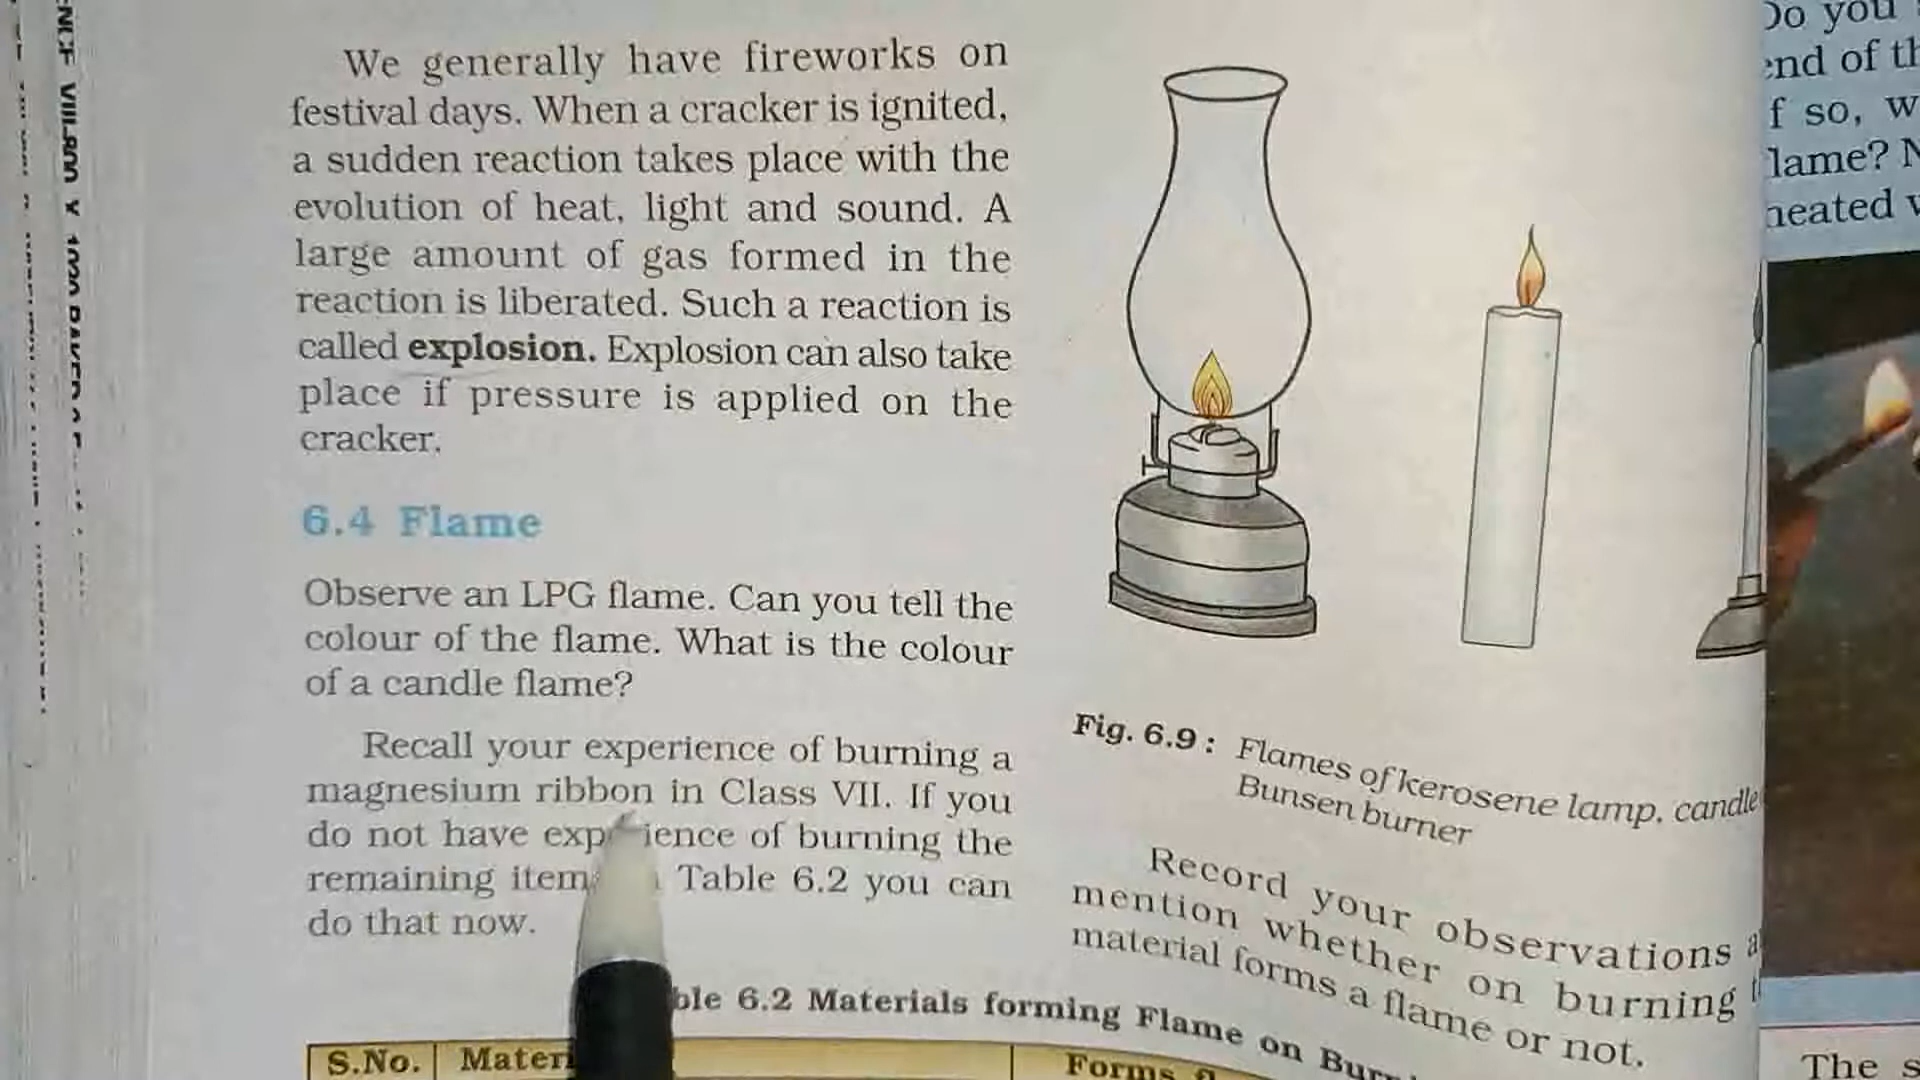 We generally have fireworks on
festival days. When a cracker is ignited,
a sudden reaction takes place with the
evolution of heat, light and sound. A
large amount of gas formed in the
reaction is liberated. Such a reaction is
called explosion. Explosion can also take
place if pressure is applied on the
cracker.
6.4 Flame
Observe an LPG flame. Can you tell the
colour of the flame. What is the colour
of a candle flame?
Recall your experience of burning a
magnesium ribbon in Class VII. If you
do not have experience of burning the
remaining Table 6.2 you can
do that now.
Fig. 6.9 : Flames of kerosene lamp, candle
Bunsen burner
Record your observations
mention whether on burning
material forms a flame or not.
6.2 Materials forming Flame on
S.No.
Forms
Do you
end of
f so,
lame?
heated
The